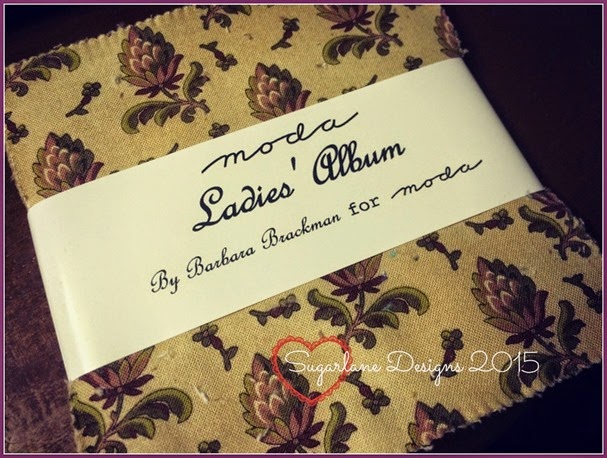 moda
Ladies' Album
By Barbara Brackman for moda
Sugarlane Designs 2015